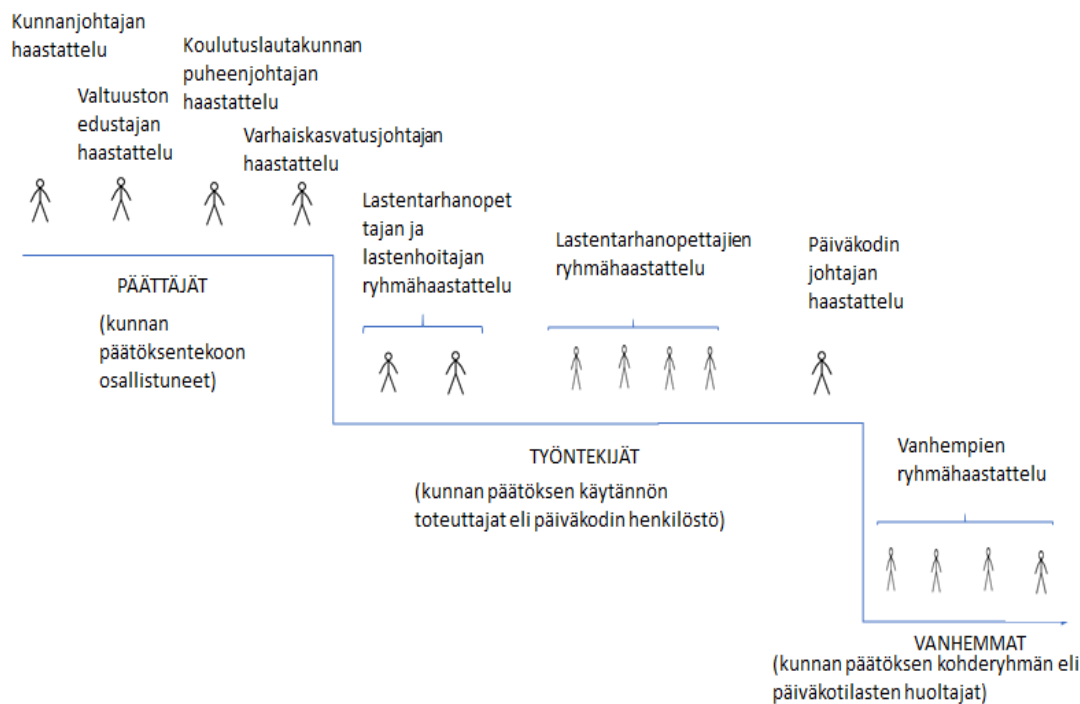 Kunnanjohtajan
haastattelu
Valtuuston
edustajan
haastattelu
Koulutuslautakunnan
puheenjohtajan
haastattelu
Varhaiskasvatusjohtajan
haastattelu
PÄÄTTÄJÄT
(kunnan
päätöksentekoon
osallistuneet)
Lastentarhanopet
tajan ja
lastenhoitajan
ryhmähaastattelu
Lastentarhanopettajien
ryhmähaastattelu
Päiväkodin
johtajan
haastattelu
TYÖNTEKIJÄT
(kunnan päätöksen käytännön
toteuttajat eli päiväkodin henkilöstö)
Vanhempien
ryhmähaastattelu
VANHEMMAT
(kunnan päätöksen kohderyhmän eli
päiväkotilasten huoltajat)